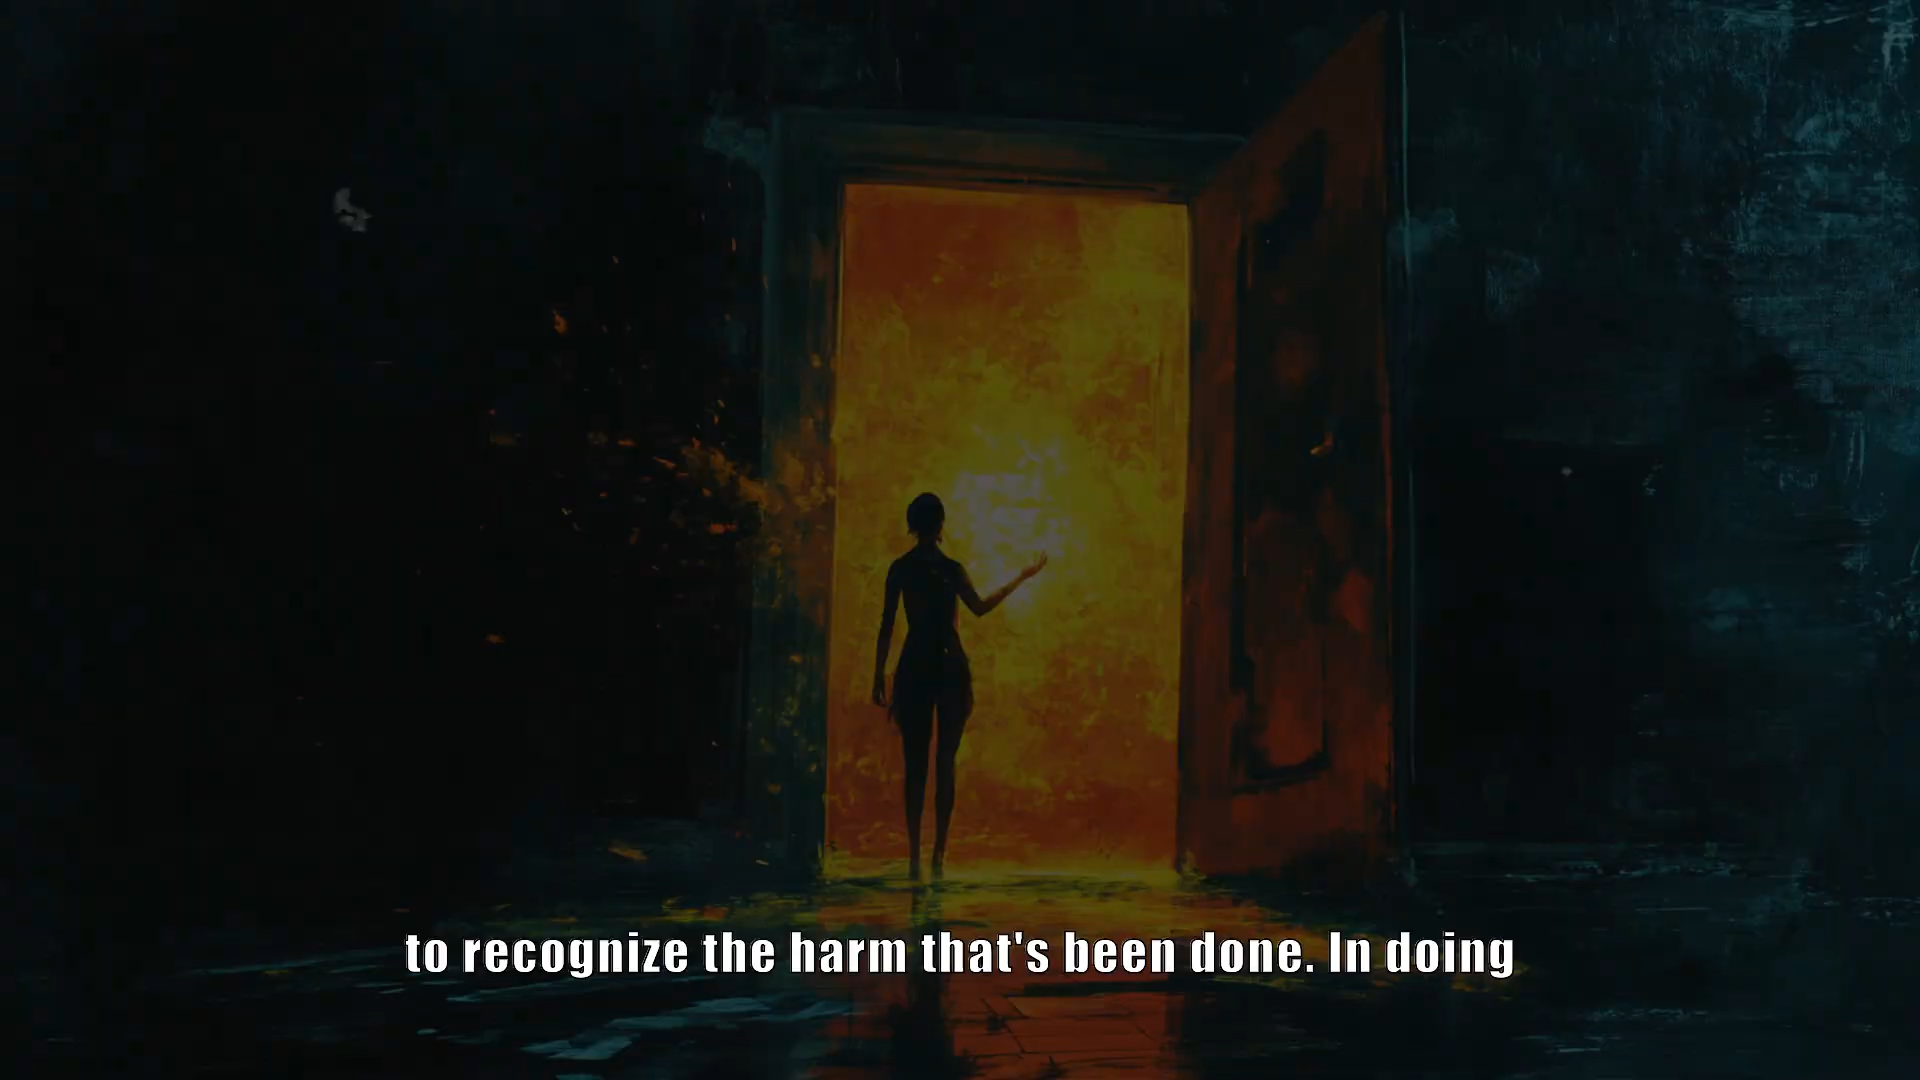 to recognize the harm that's been done. In doing